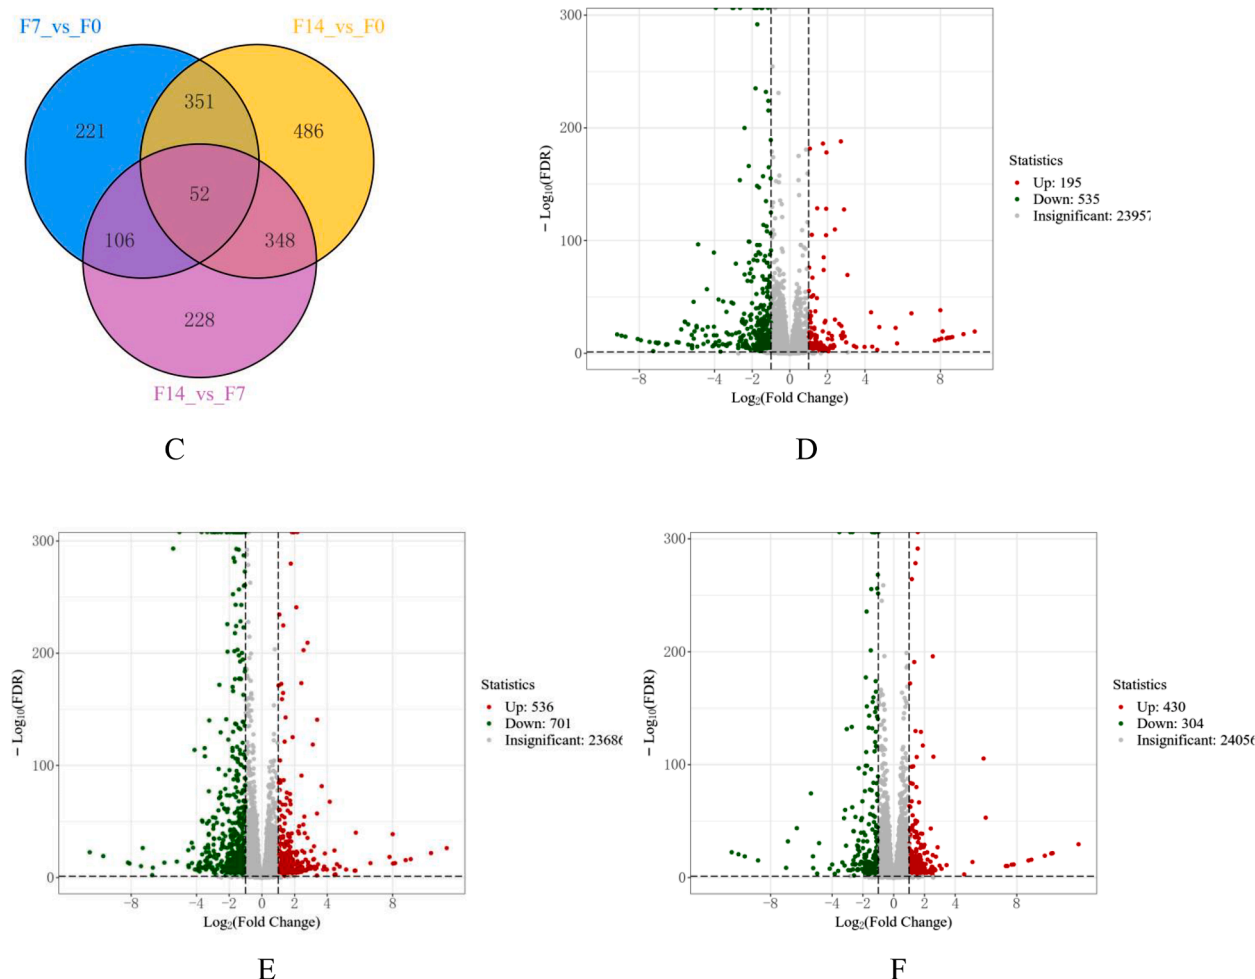 F7_vs_F0
F14_vs_F0
351
221
486
52
106
348
228
F14_vs_F7
C
300
200
100
0
− Log10(FDR)
−8
−4
−2
0
2
4
8
Log2(Fold Change)
Statistics
Up: 195
Down: 535
Insignificant: 23957
D
300
200
100
0
− Log10(FDR)
−8
−4
−2
0
2
4
8
Log2(Fold Change)
Statistics
Up: 536
Down: 701
Insignificant: 23686
E
300
200
100
0
− Log10(FDR)
−8
−4
−2
0
2
4
8
Log2(Fold Change)
Statistics
Up: 430
Down: 304
Insignificant: 24056
F